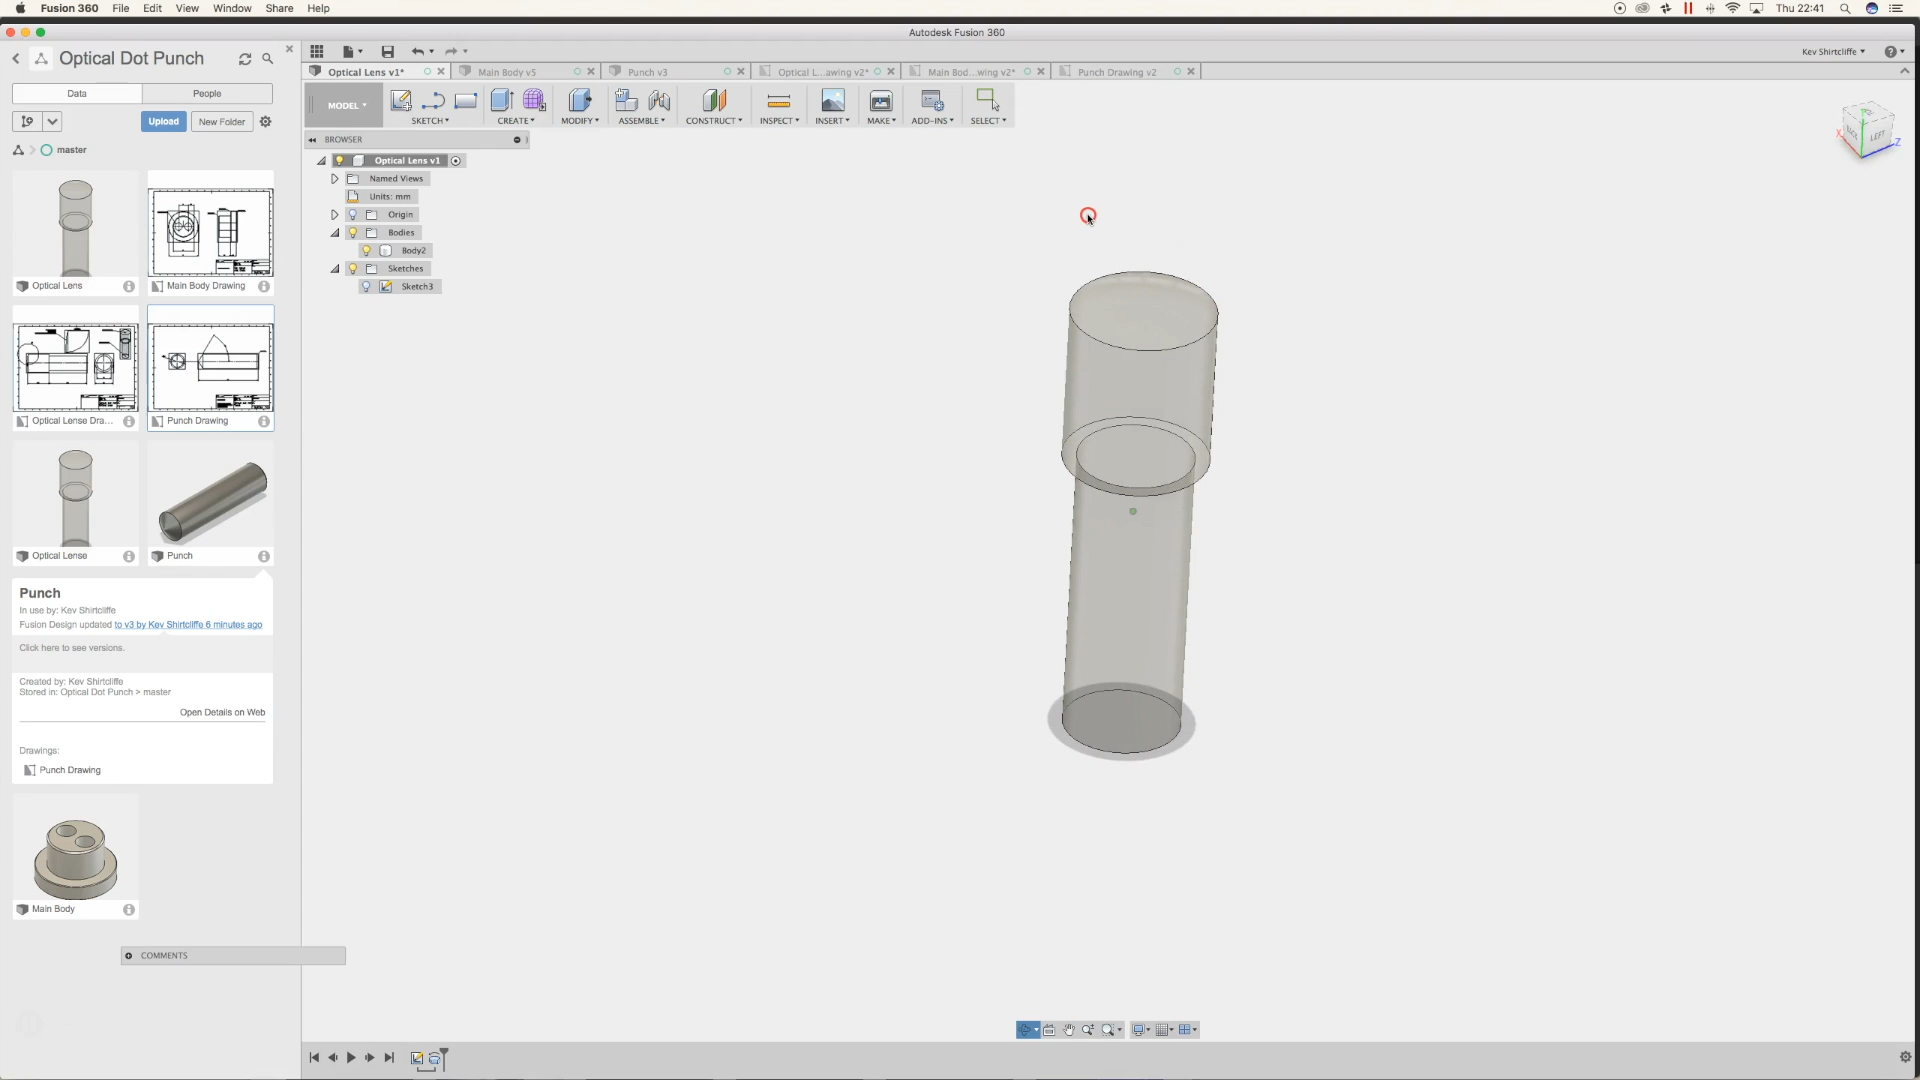 Fusion 360 File Edit View Window Share Help Thu 22:41
Autodesk Fusion 360
Optical Dot Punch
Kev Shirtcliffe
Optical Lens v1* Main Body v5 Punch v3 Optical L...awing v2* Main Bod...wing v2* Punch Drawing v2
Data People
MODEL SKETCH CREATE MODIFY ASSEMBLE CONSTRUCT INSPECT INSERT MAKE ADD-INS SELECT
Upload New Folder
BROWSER
master
Optical Lens v1
Named Views
Units: mm
Origin
Bodies
Body2
Sketches
Sketch3
LEFT
BACK
X
Z
Optical Lens Main Body Drawing
Optical Lense Dra... Punch Drawing
Optical Lense Punch
Punch
In use by: Kev Shirtcliffe
Fusion Design updated to v3 by Kev Shirtcliffe 6 minutes ago
Click here to see versions.
Created by: Kev Shirtcliffe
Stored in: Optical Dot Punch > master
Open Details on Web
Drawings:
Punch Drawing
Main Body
COMMENTS